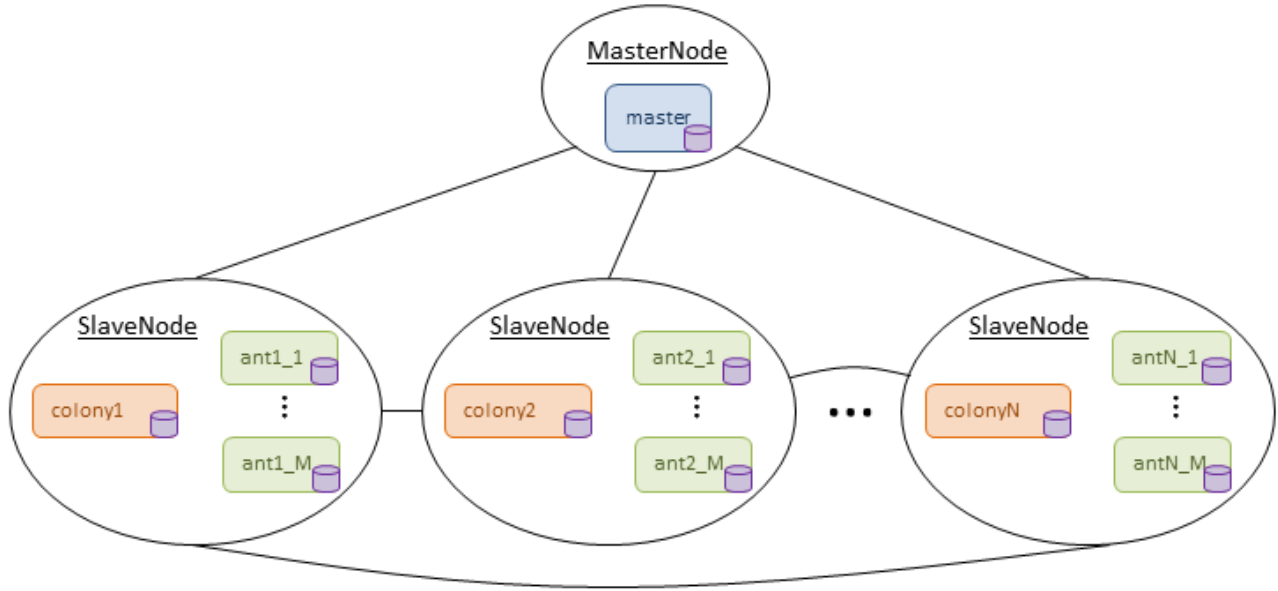 MasterNode
master
SlaveNode
ant1_1
colony1
ant1_M
SlaveNode
ant2_1
colony2
ant2_M
SlaveNode
antN_1
colonyN
antN_M